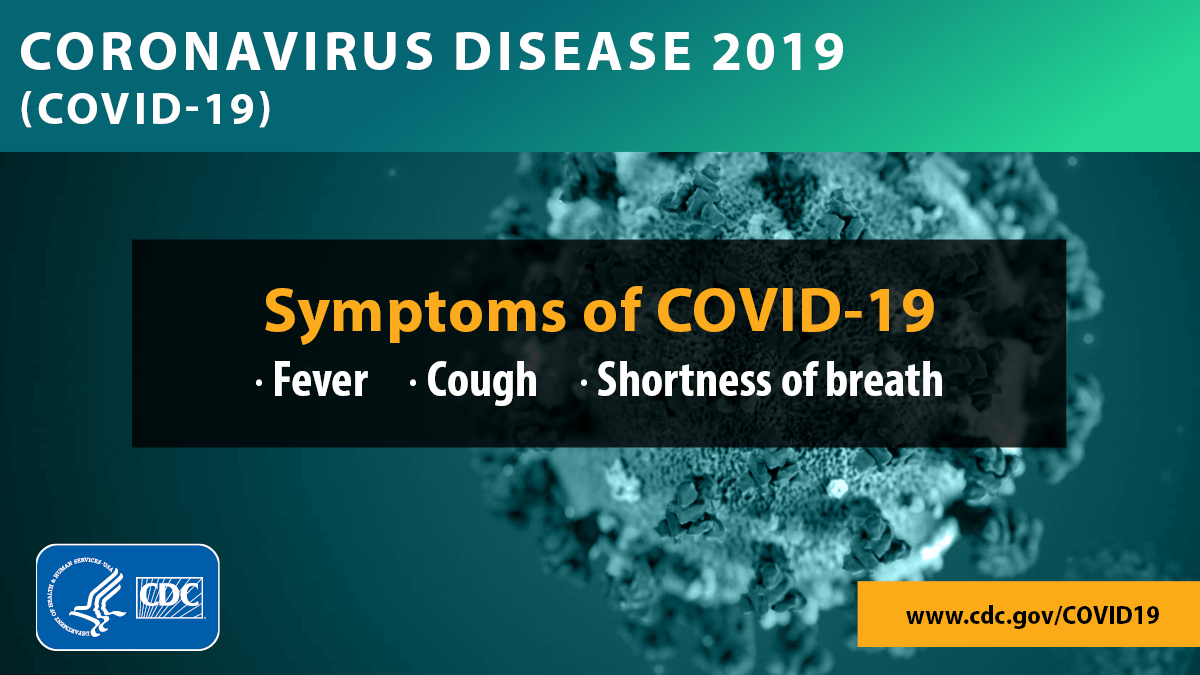 CORONAVIRUS DISEASE 2019
(COVID-19)
Symptoms of COVID-19
· Fever · Cough · Shortness of breath
DEPARTMENT OF HEALTH & HUMAN SERVICES · USA
CDC
www.cdc.gov/COVID19